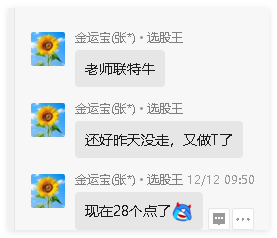 金运宝(张*)·选股王
老师联特牛
金运宝(张*)·选股王
还好昨天没走，又做T了
金运宝(张*)·选股王 12/12 09:50
现在28个点了